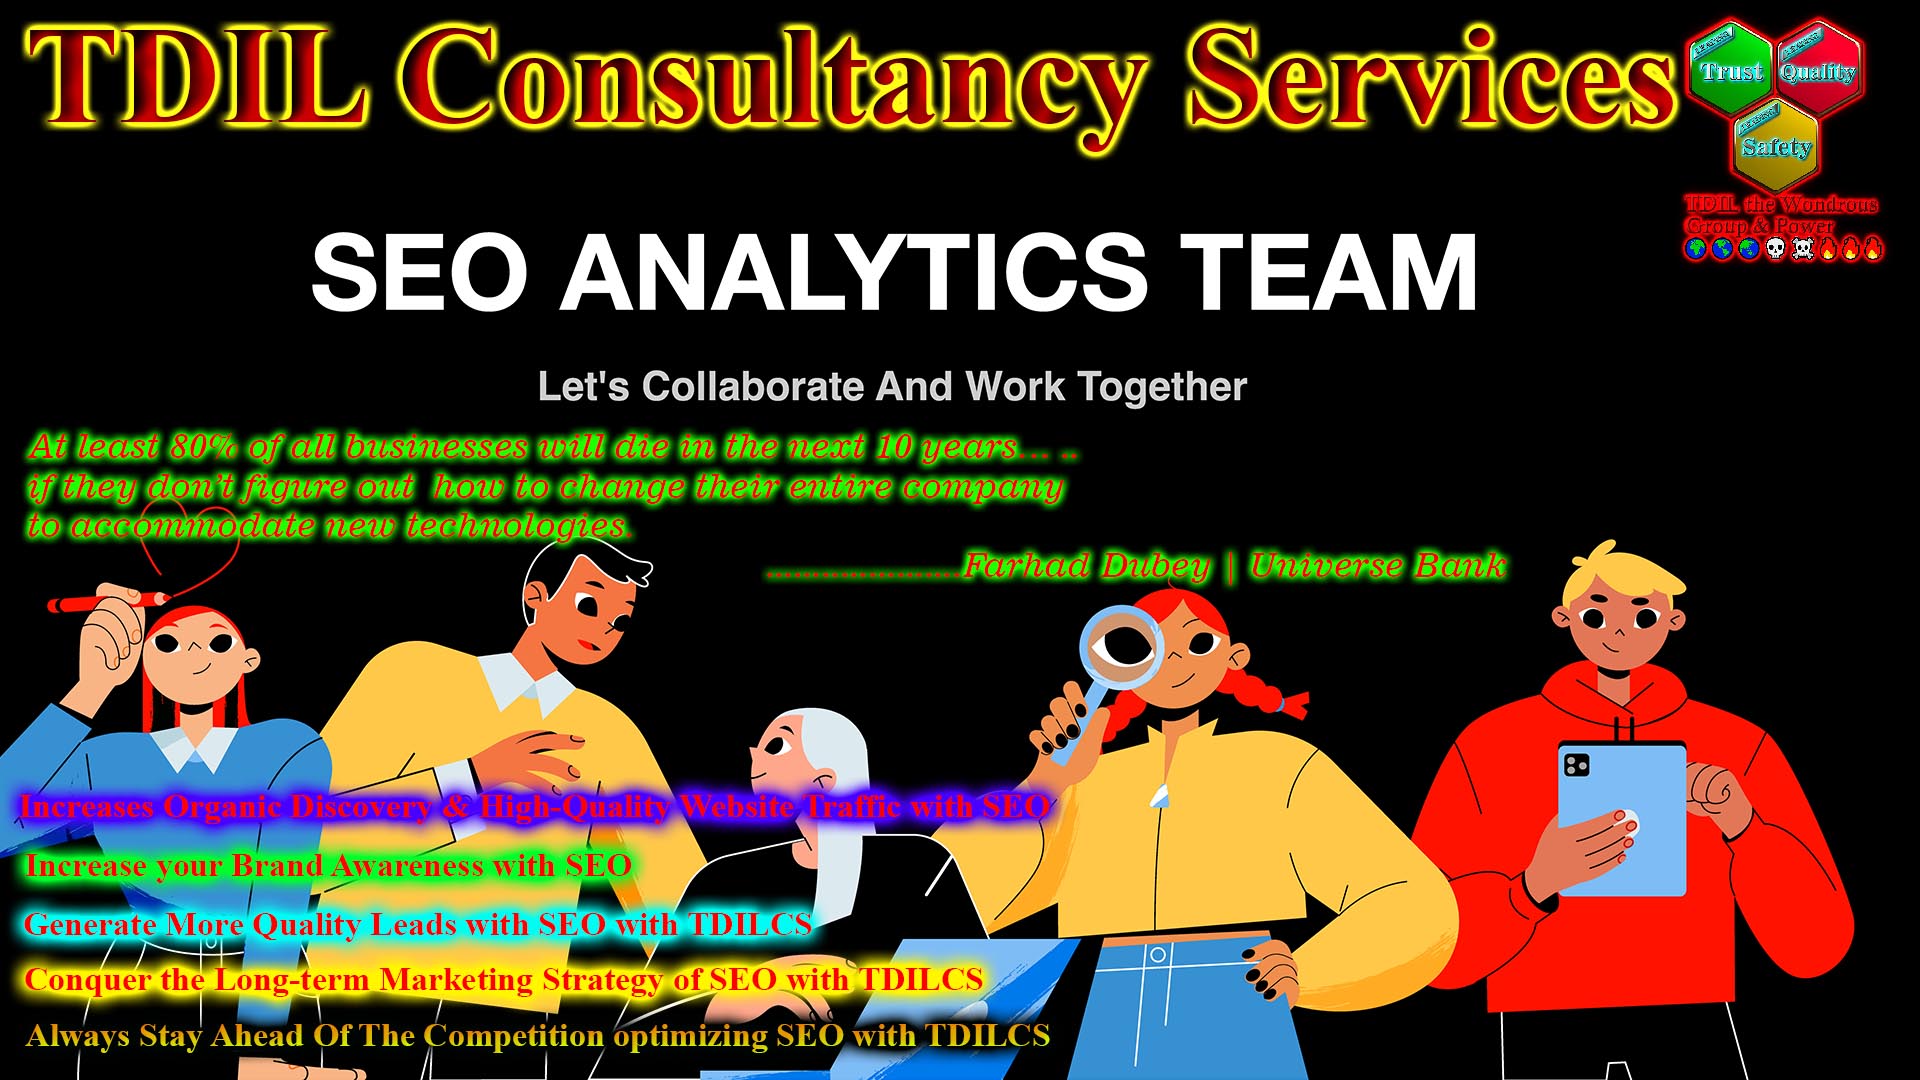 TDIL Consultancy Services
Trust
Quality
Safety
TDIL the Wondrous
Group & Power
SEO ANALYTICS TEAM
Let's Collaborate And Work Together
At least 80% of all businesses will die in the next 10 years... ..
if they don't figure out how to change their entire company
to accommodate new technologies.
........................Farhad Dubey | Universe Bank
Increases Organic Discovery & High-Quality Website Traffic with SEO
Increase your Brand Awareness with SEO
Generate More Quality Leads with SEO with TDILCS
Conquer the Long-term Marketing Strategy of SEO with TDILCS
Always Stay Ahead Of The Competition optimizing SEO with TDILCS